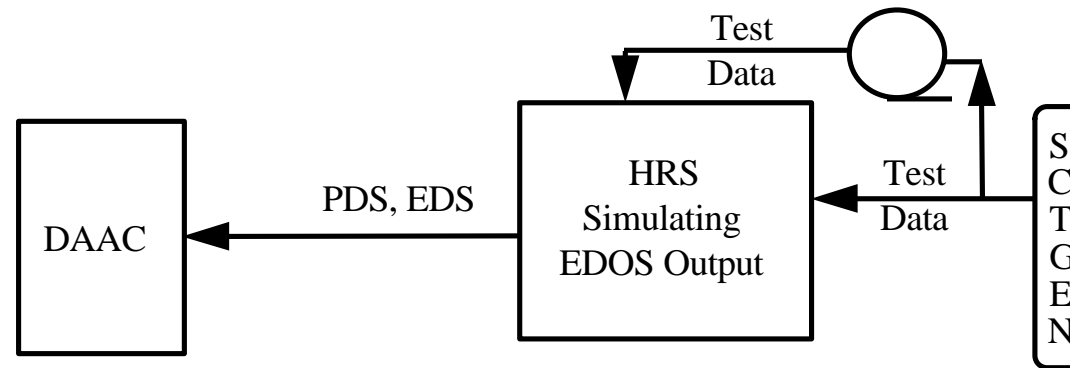 Test
Data
HRS
Simulating
EDOS Output
Test
Data
PDS, EDS
DAAC
S
C
T
G
E
N